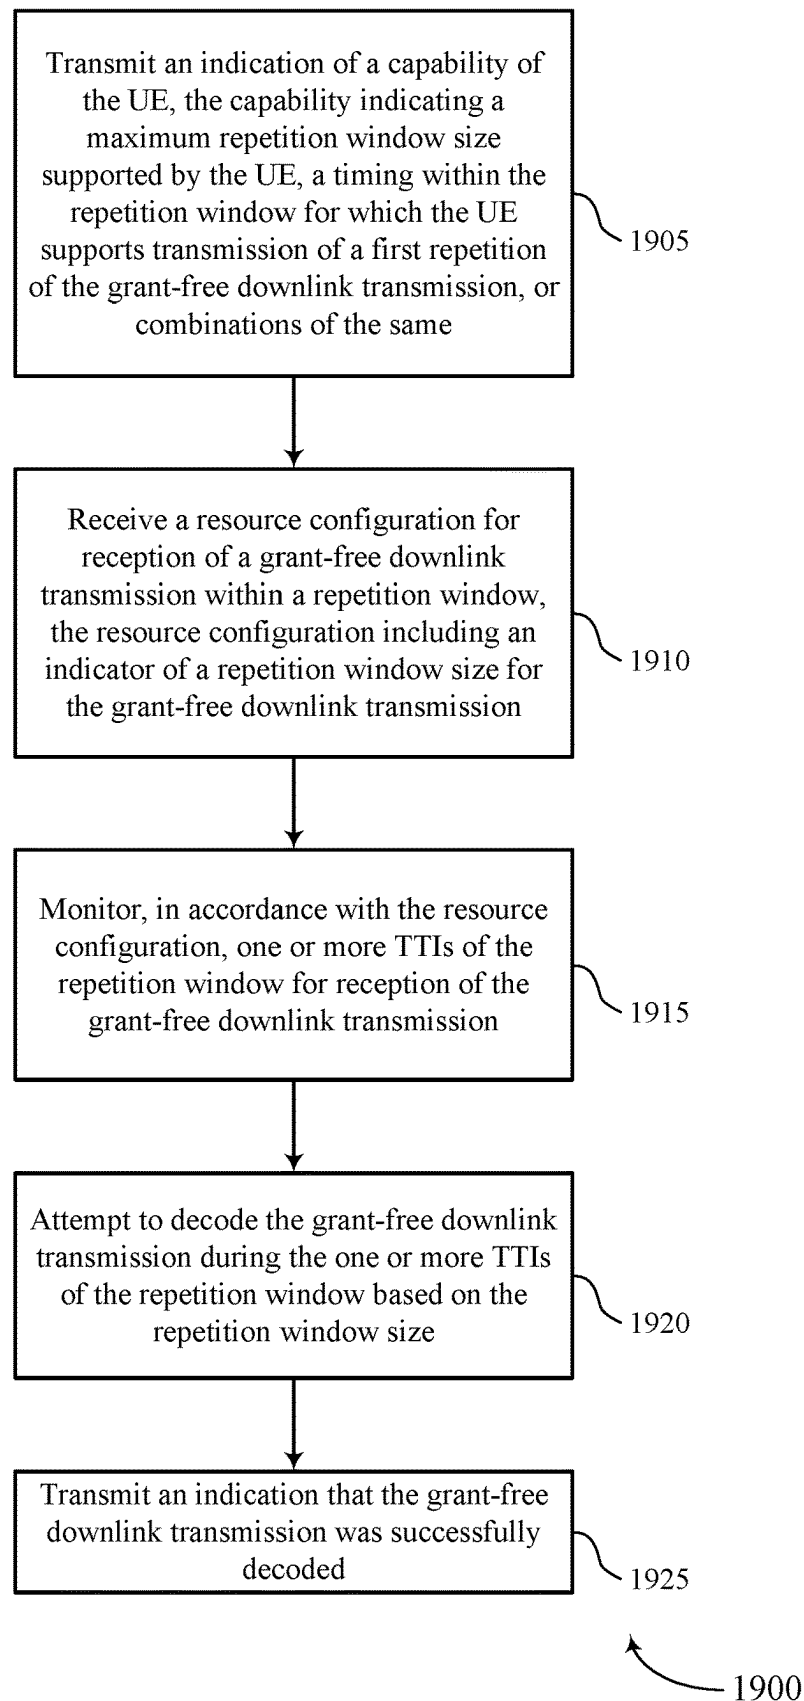 Transmit an indication of a capability of
the UE, the capability indicating a
maximum repetition window size
supported by the UE, a timing within the
repetition window for which the UE
supports transmission of a first repetition
of the grant-free downlink transmission, or
combinations of the same
1905
Receive a resource configuration for
reception of a grant-free downlink
transmission within a repetition window,
the resource configuration including an
indicator of a repetition window size for
the grant-free downlink transmission
1910
Monitor, in accordance with the resource
configuration, one or more TTIs of the
repetition window for reception of the
grant-free downlink transmission
1915
Attempt to decode the grant-free downlink
transmission during the one or more TTIs
of the repetition window based on the
repetition window size
1920
Transmit an indication that the grant-free
downlink transmission was successfully
decoded
1925
1900